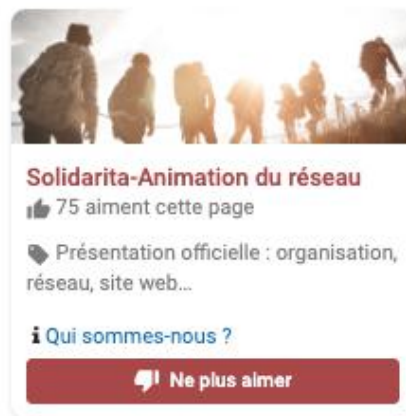 Solidarita-Animation du réseau
75 aiment cette page
Présentation officielle : organisation,
réseau, site web...
Qui sommes-nous ?
Ne plus aimer